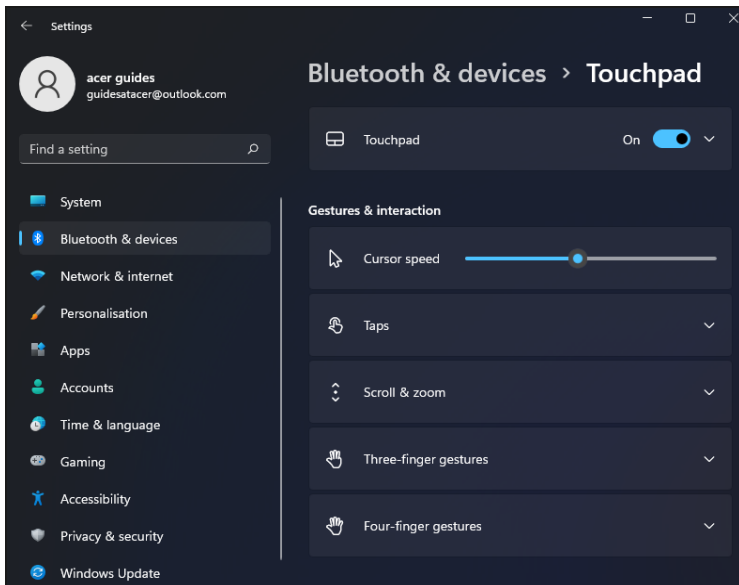 Settings
acer guides
guidesatacer@outlook.com
Find a setting
System
Bluetooth & devices
Network & internet
Personalisation
Apps
Accounts
Time & language
Gaming
Accessibility
Privacy & security
Windows Update
Bluetooth & devices > Touchpad
Touchpad On
Gestures & interaction
Cursor speed
Taps
Scroll & zoom
Three-finger gestures
Four-finger gestures